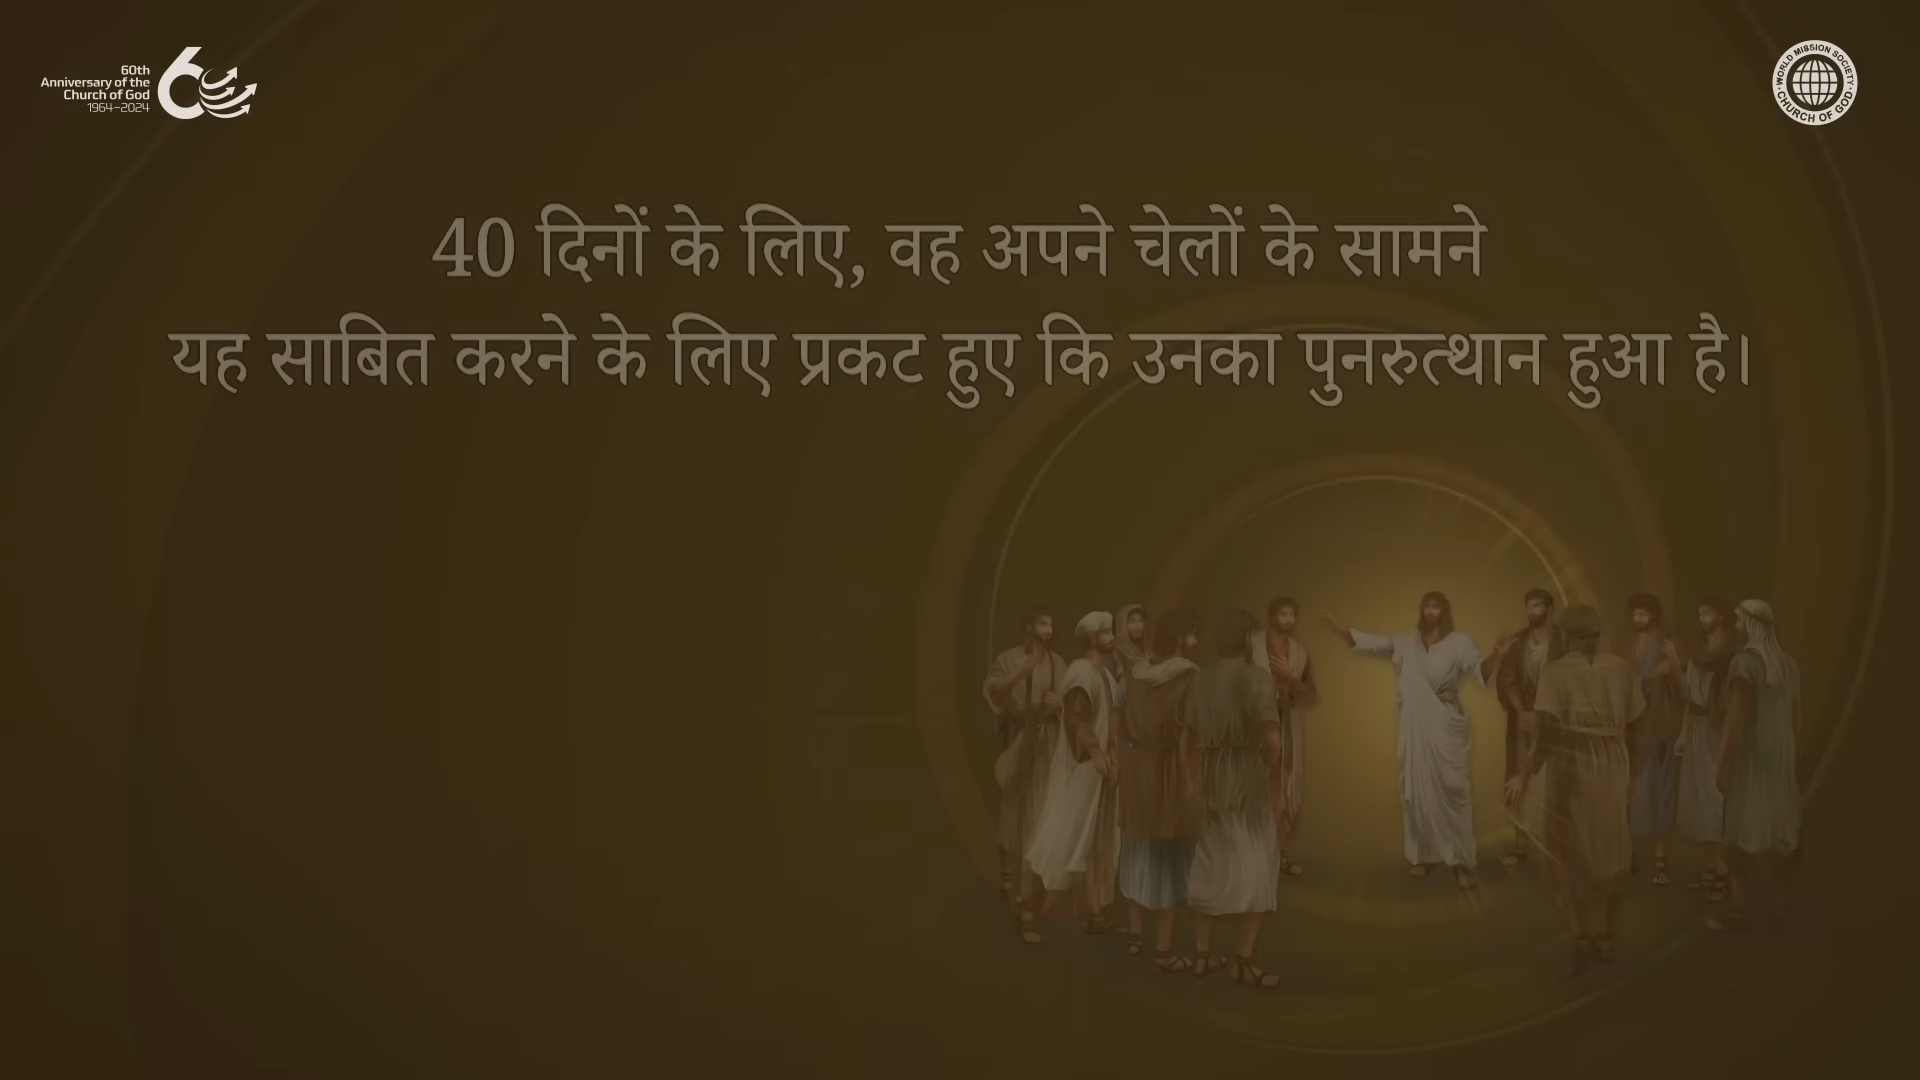 60th
Anniversary of the
Church of God
1964–2024
WORLD MISSION SOCIETY
CHURCH OF GOD
40 दिनों के लिए, वह अपने चेलों के सामने
यह साबित करने के लिए प्रकट हुए कि उनका पुनरुत्थान हुआ है।